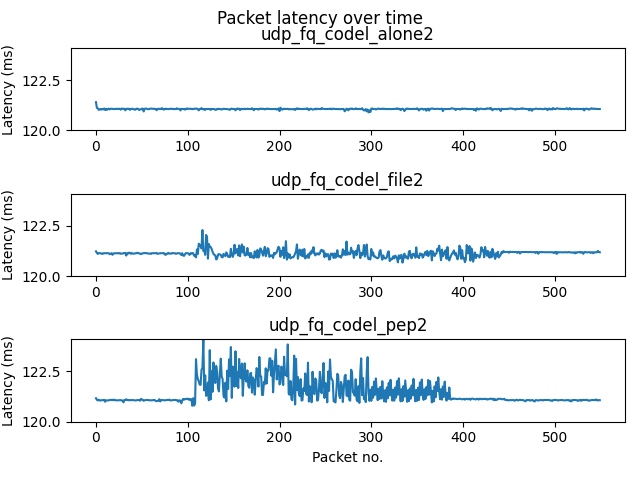 Packet latency over time
udp_fq_codel_alone2
Latency (ms)
122.5
120.0
0 100 200 300 400 500
udp_fq_codel_file2
Latency (ms)
122.5
120.0
0 100 200 300 400 500
udp_fq_codel_pep2
Latency (ms)
122.5
120.0
0 100 200 300 400 500
Packet no.